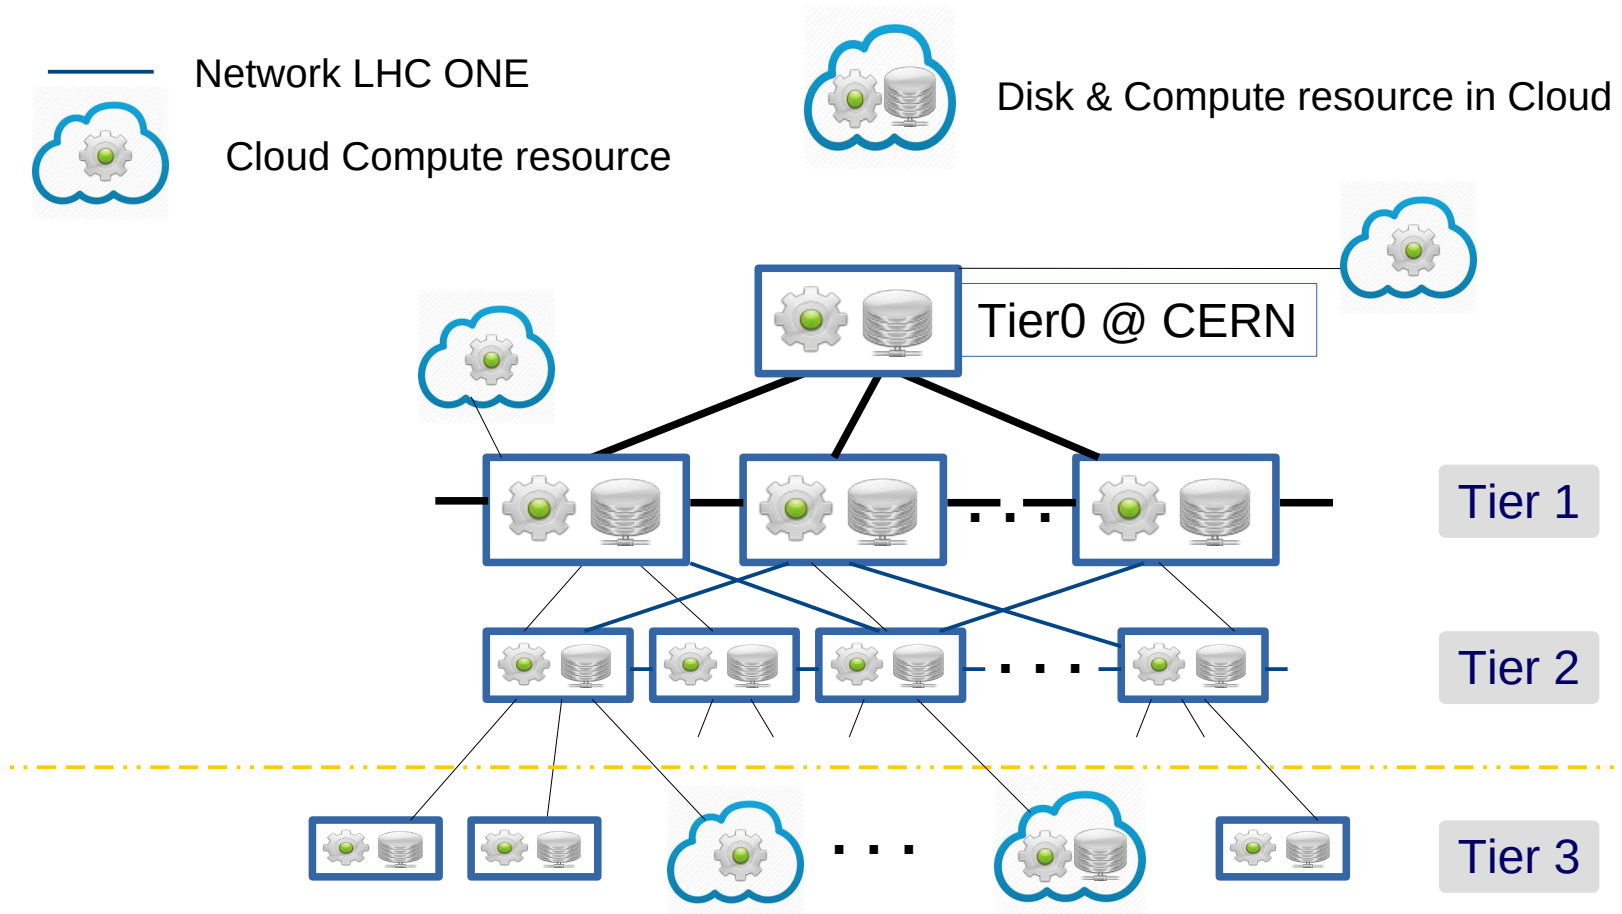 Network LHC ONE
Disk & Compute resource in Cloud
Cloud Compute resource
Tier0 @ CERN
. . .
Tier 1
. . .
Tier 2
. . .
Tier 3